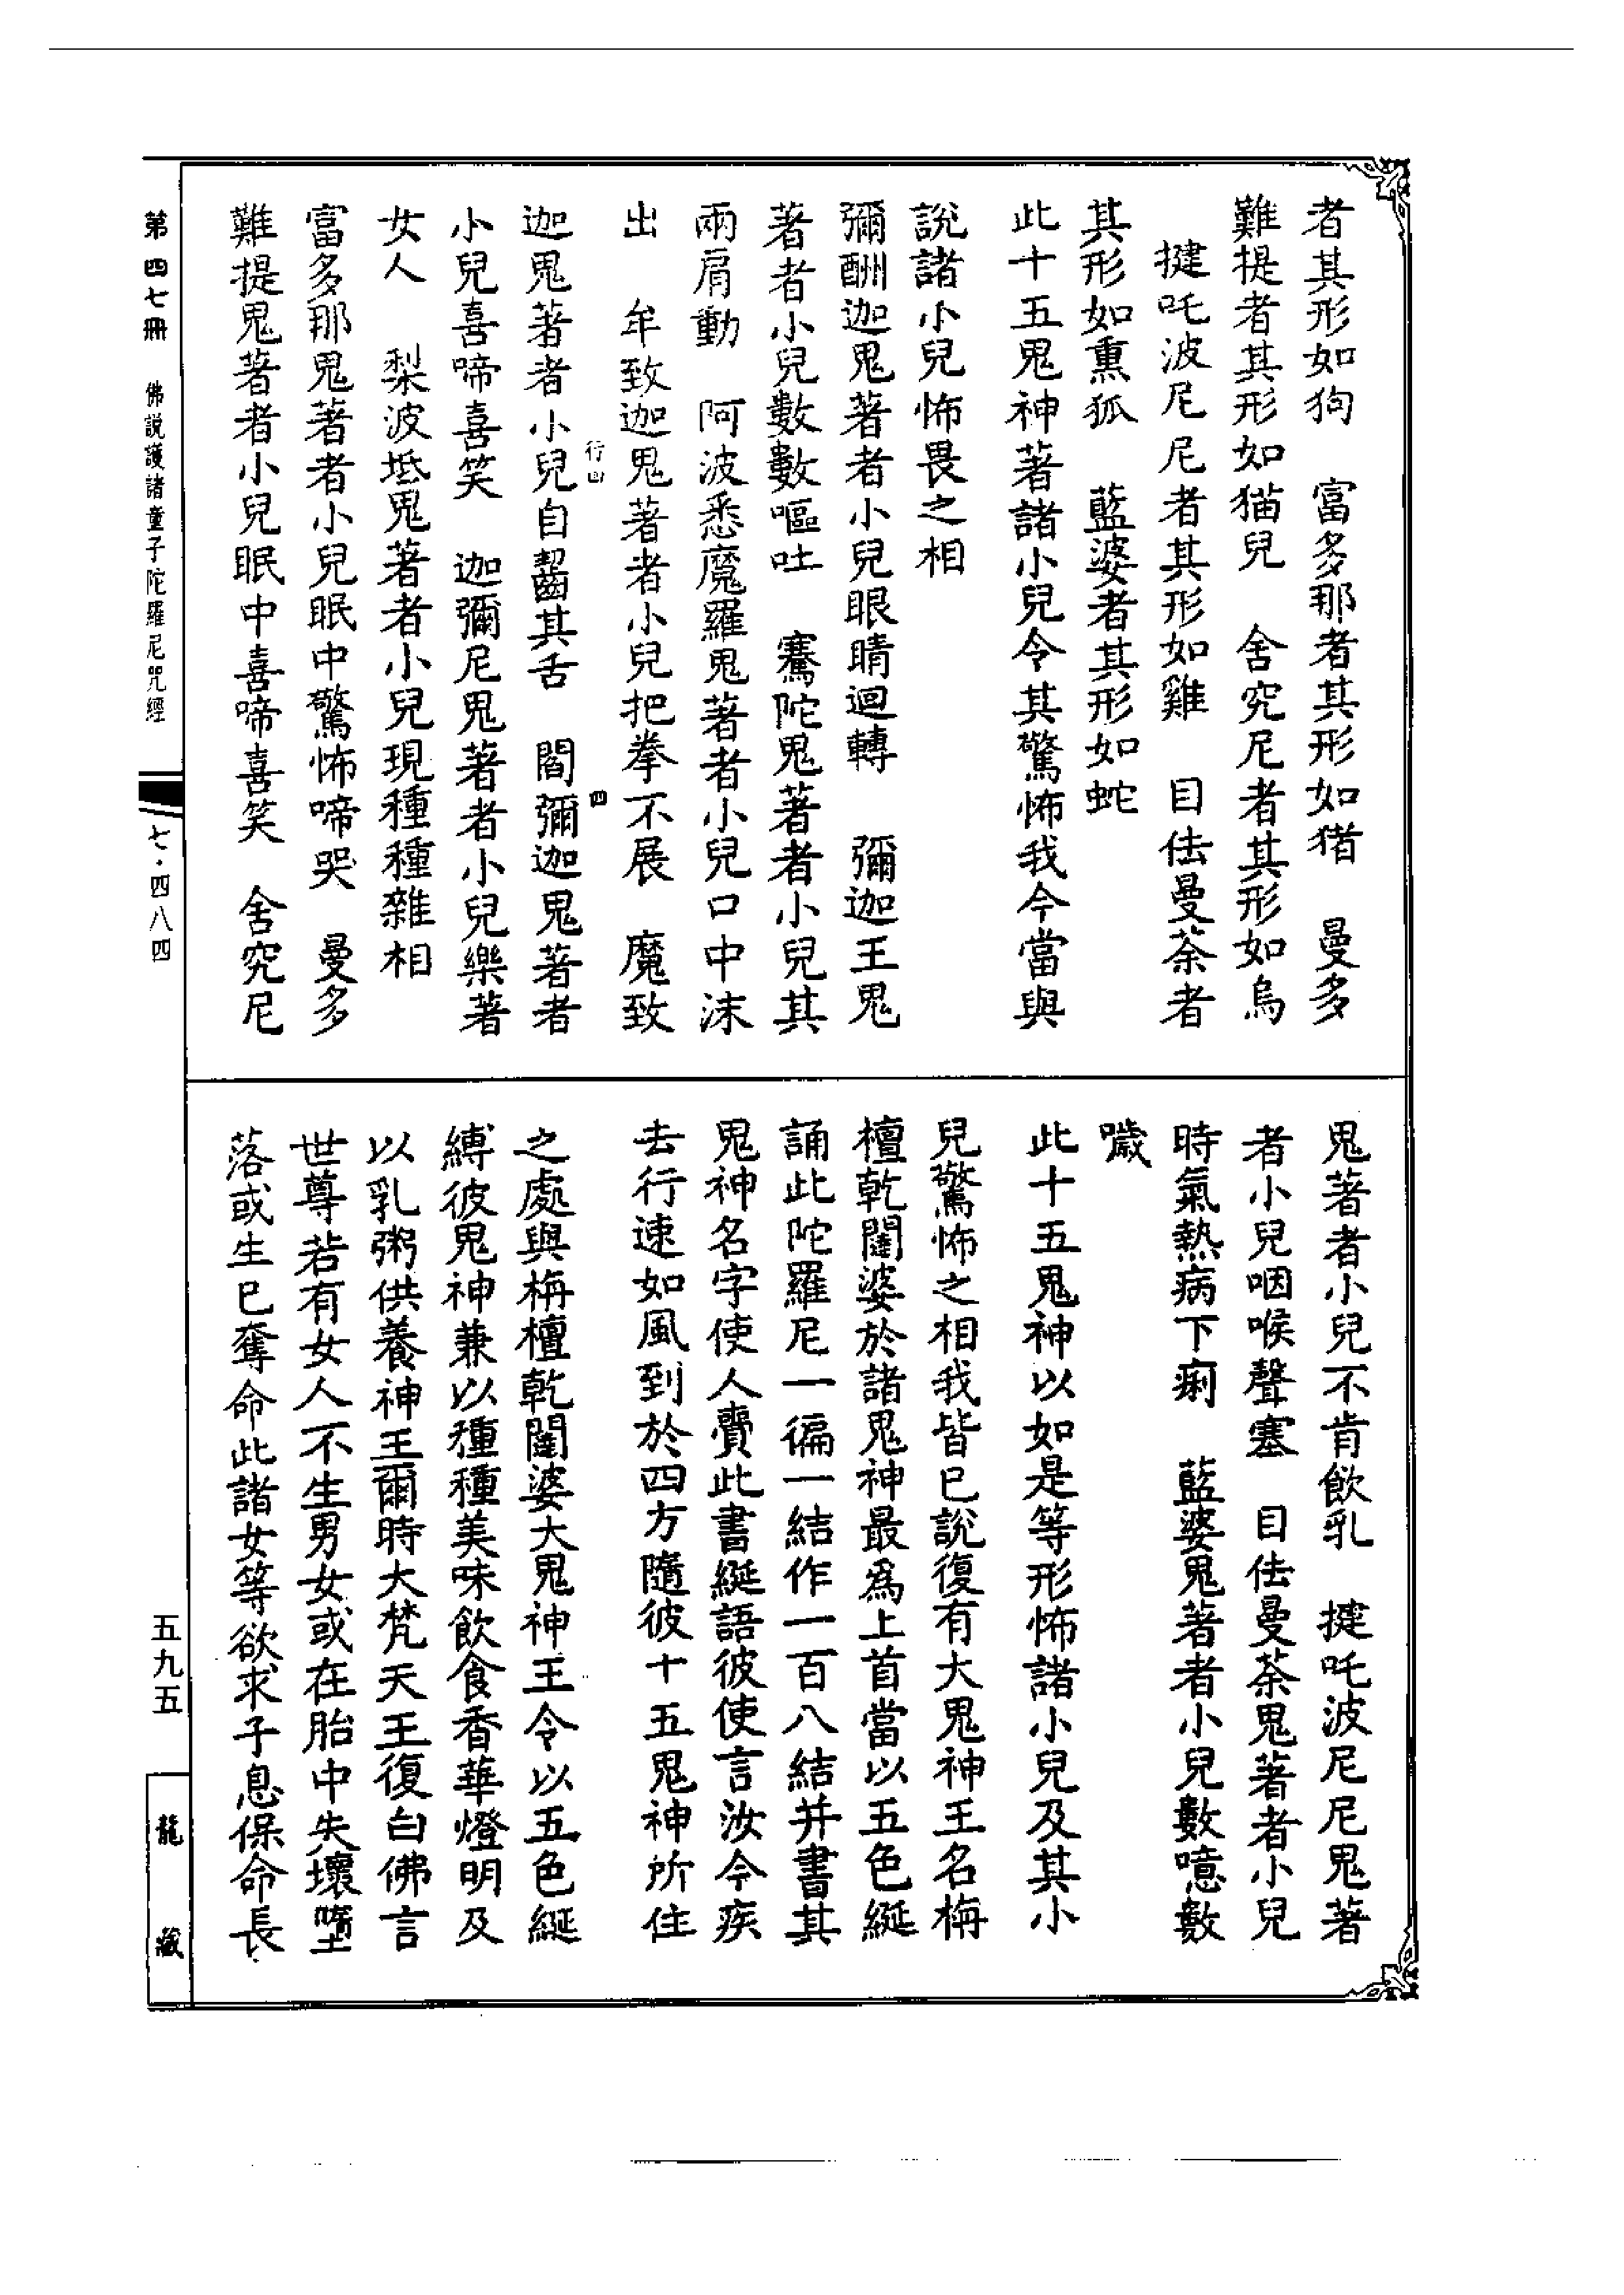 者其形如狗　富多那者其形如猪　曼多
難提者其形如猫兒　舍究尼者其形如烏
揵吒波尼尼者其形如雞　目佉曼荼者
其形如熏狐　藍婆者其形如蛇
此十五鬼神著諸小兒令其驚怖我今當與
說諸小兒怖畏之相
彌酬迦鬼著者小兒眼睛迴轉　彌迦王鬼
著者小兒數數嘔吐　騫陀鬼著者小兒其
兩肩動　阿波悉魔羅鬼著者小兒口中沫
出　牟致迦鬼著者小兒把拳不展　魔致
行四　四
迦鬼著者小兒自齧其舌　閻彌迦鬼著者
小兒喜啼喜笑　迦彌尼鬼著者小兒樂著
女人　梨波坻鬼著者小兒現種種雜相
富多那鬼著者小兒眠中驚怖啼哭　曼多
難提鬼著者小兒眠中喜啼喜笑　舍究尼
鬼著者小兒不肯飲乳　揵吒波尼尼鬼著
者小兒咽喉聲塞　目佉曼荼鬼著者小兒
時氣熱病下痢　藍婆鬼著者小兒數噫數
噦
此十五鬼神以如是等形怖諸小兒及其小
兒驚怖之相我皆已說復有大鬼神王名栴
檀乾闥婆於諸鬼神最爲上首當以五色綖
誦此陀羅尼一徧一結作一百八結并書其
鬼神名字使人賷此書綖語彼使言汝今疾
去行速如風到於四方隨彼十五鬼神所住
之處與栴檀乾闥婆大鬼神王令以五色綖
縛彼鬼神兼以種種美味飲食香華燈明及
以乳粥供養神王爾時大梵天王復白佛言
世尊若有女人不生男女或在胎中失壞墮
落或生已奪命此諸女等欲求子息保命長
第四七冊　佛說護諸童子陀羅尼咒經
七·四八四
五九五
龍藏